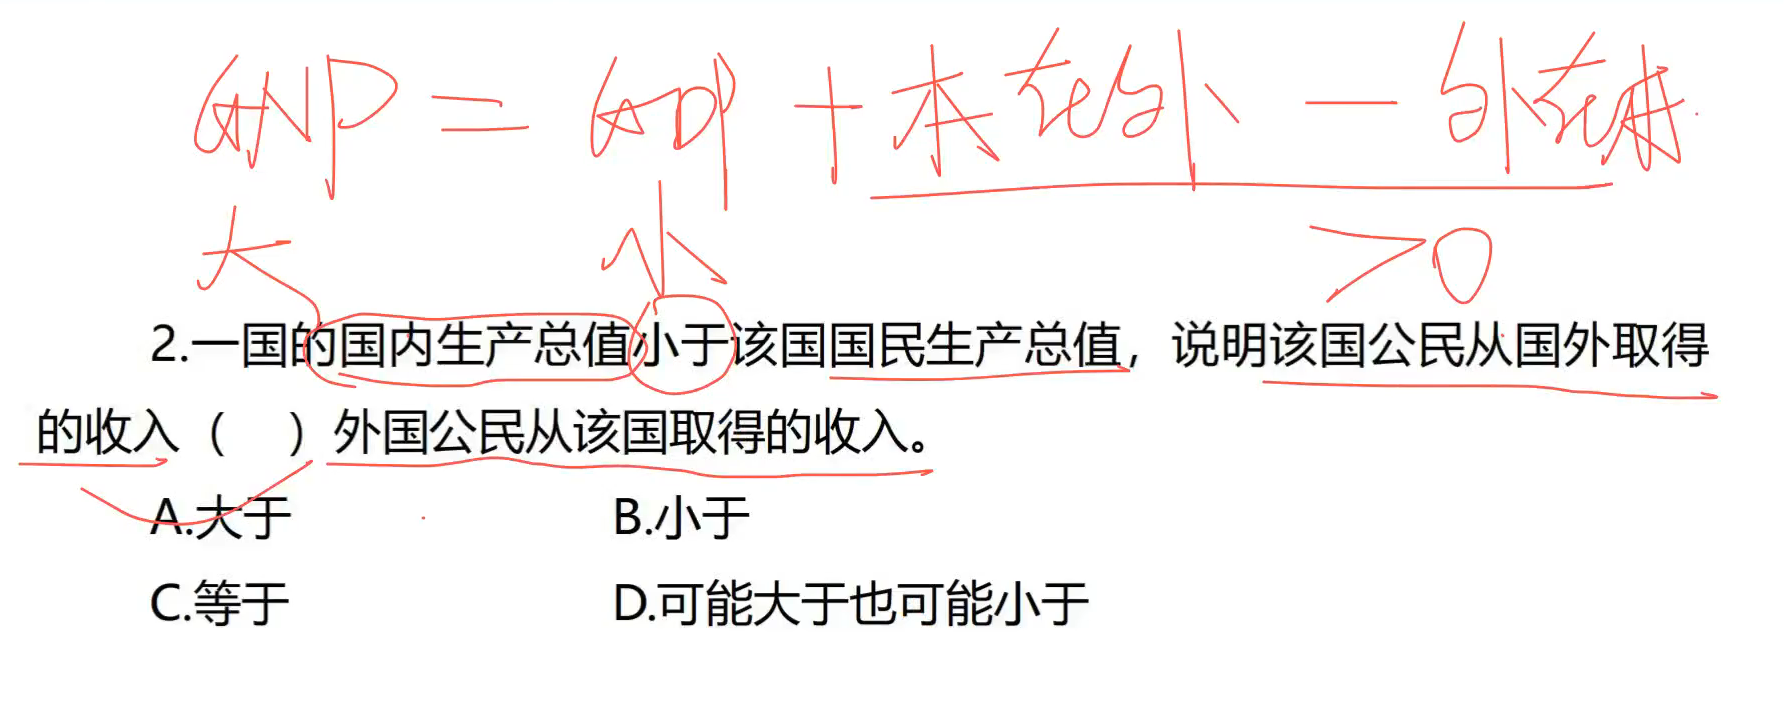 GNP = GDP + 本在外 — 外在本
大 小 >0
2.一国的国内生产总值小于该国国民生产总值，说明该国公民从国外取得
的收入（ ）外国公民从该国取得的收入。
A.大于 B.小于
C.等于 D.可能大于也可能小于